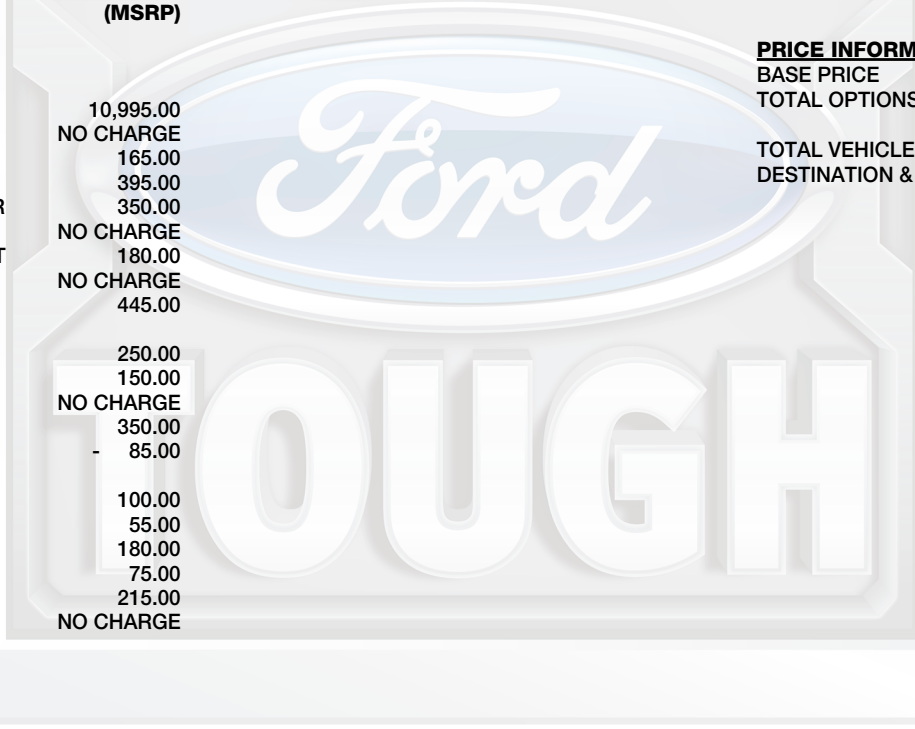 (MSRP)
10,995.00
NO CHARGE
165.00
395.00
R 350.00
NO CHARGE
T 180.00
NO CHARGE
445.00
250.00
150.00
NO CHARGE
350.00
- 85.00
100.00
55.00
180.00
75.00
215.00
NO CHARGE
PRICE INFORM
BASE PRICE
TOTAL OPTIONS
TOTAL VEHICLE
DESTINATION &
Ford
TOUGH